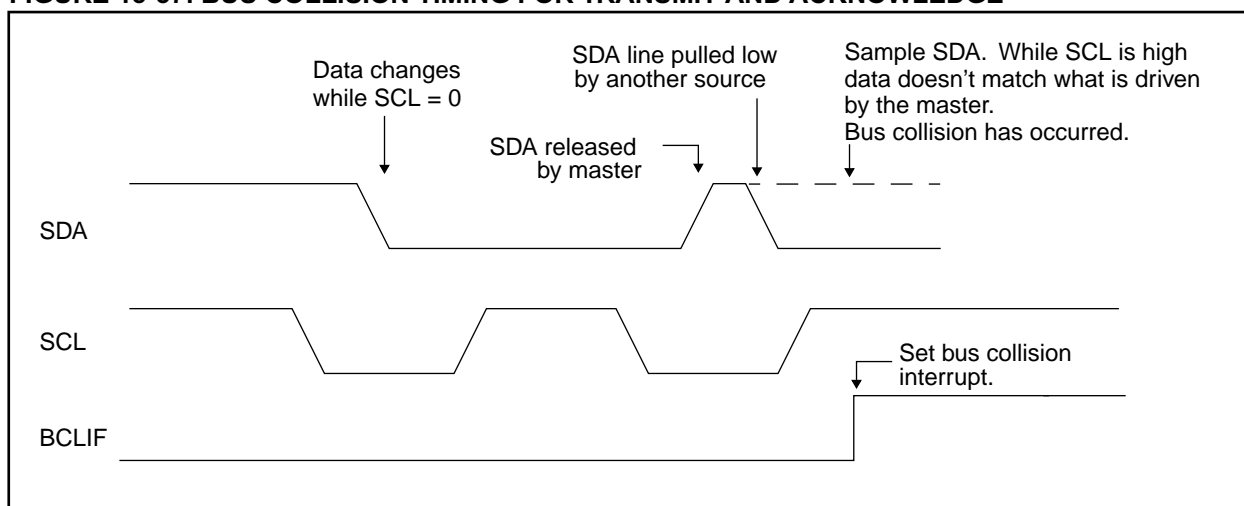 Data changes
while SCL = 0
SDA line pulled low
by another source
Sample SDA. While SCL is high
data doesn't match what is driven
by the master.
Bus collision has occurred.
SDA released
by master
SDA
SCL
Set bus collision
interrupt.
BCLIF